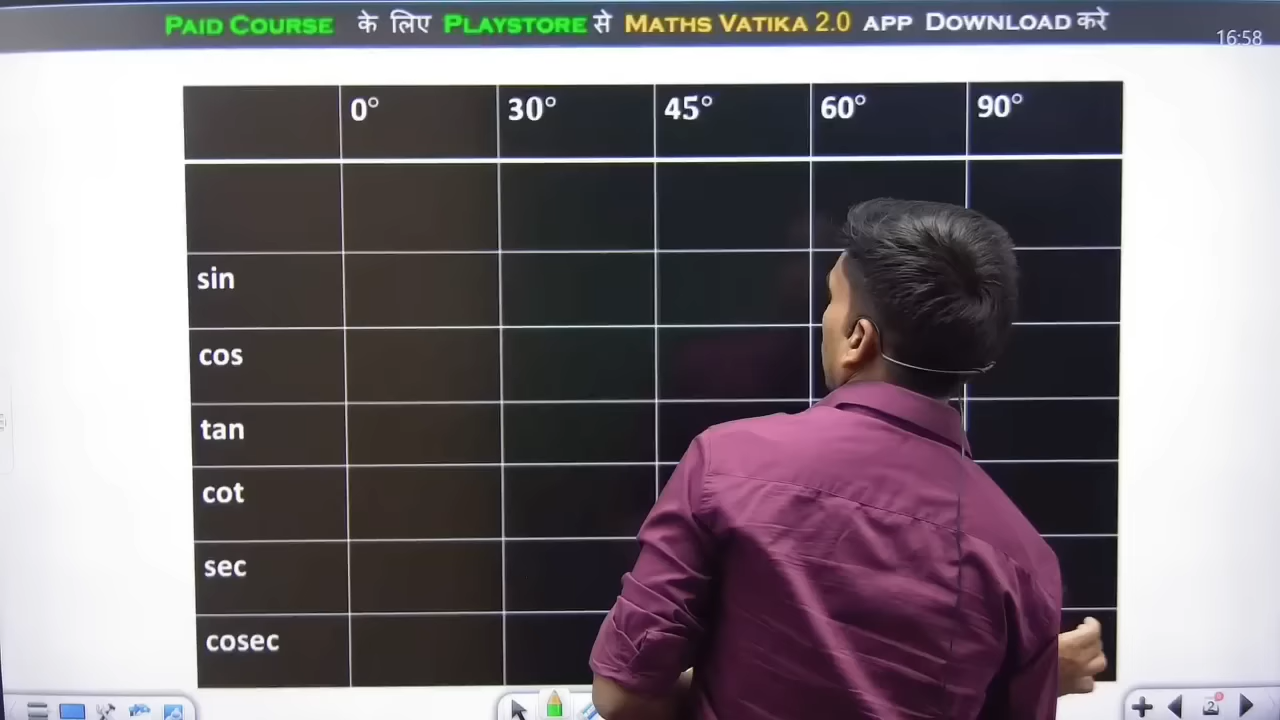 PAID COURSE के लिए PLAYSTORE से MATHS VATIKA 2.0 APP DOWNLOAD करे
16:58
0° 30° 45° 60° 90°
sin
cos
tan
cot
sec
cosec
2